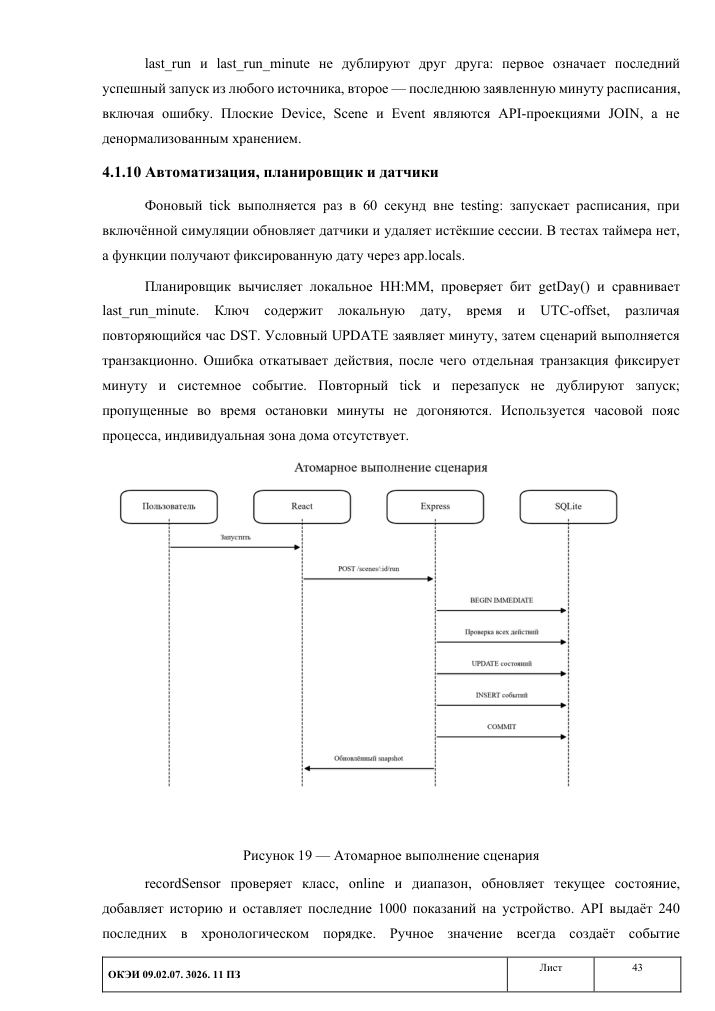 last_run и last_run_minute не дублируют друг друга: первое означает последний
успешный запуск из любого источника, второе — последнюю заявленную минуту расписания,
включая ошибку. Плоские Device, Scene и Event являются API-проекциями JOIN, а не
денормализованным хранением.
4.1.10 Автоматизация, планировщик и датчики
Фоновый tick выполняется раз в 60 секунд вне testing: запускает расписания, при
включённой симуляции обновляет датчики и удаляет истёкшие сессии. В тестах таймера нет,
а функции получают фиксированную дату через app.locals.
Планировщик вычисляет локальное HH:MM, проверяет бит getDay() и сравнивает
last_run_minute. Ключ содержит локальную дату, время и UTC-offset, различая
повторяющийся час DST. Условный UPDATE заявляет минуту, затем сценарий выполняется
транзакционно. Ошибка откатывает действия, после чего отдельная транзакция фиксирует
минуту и системное событие. Повторный tick и перезапуск не дублируют запуск;
пропущенные во время остановки минуты не догоняются. Используется часовой пояс
процесса, индивидуальная зона дома отсутствует.
Атомарное выполнение сценария
Пользователь React Express SQLite
Запустить
POST /scenes/:id/run
BEGIN IMMEDIATE
Проверка всех действий
UPDATE состояний
INSERT событий
COMMIT
Обновлённый snapshot
Рисунок 19 — Атомарное выполнение сценария
recordSensor проверяет класс, online и диапазон, обновляет текущее состояние,
добавляет историю и оставляет последние 1000 показаний на устройство. API выдаёт 240
последних в хронологическом порядке. Ручное значение всегда создаёт событие
ОКЭИ 09.02.07. 3026. 11 ПЗ Лист 43